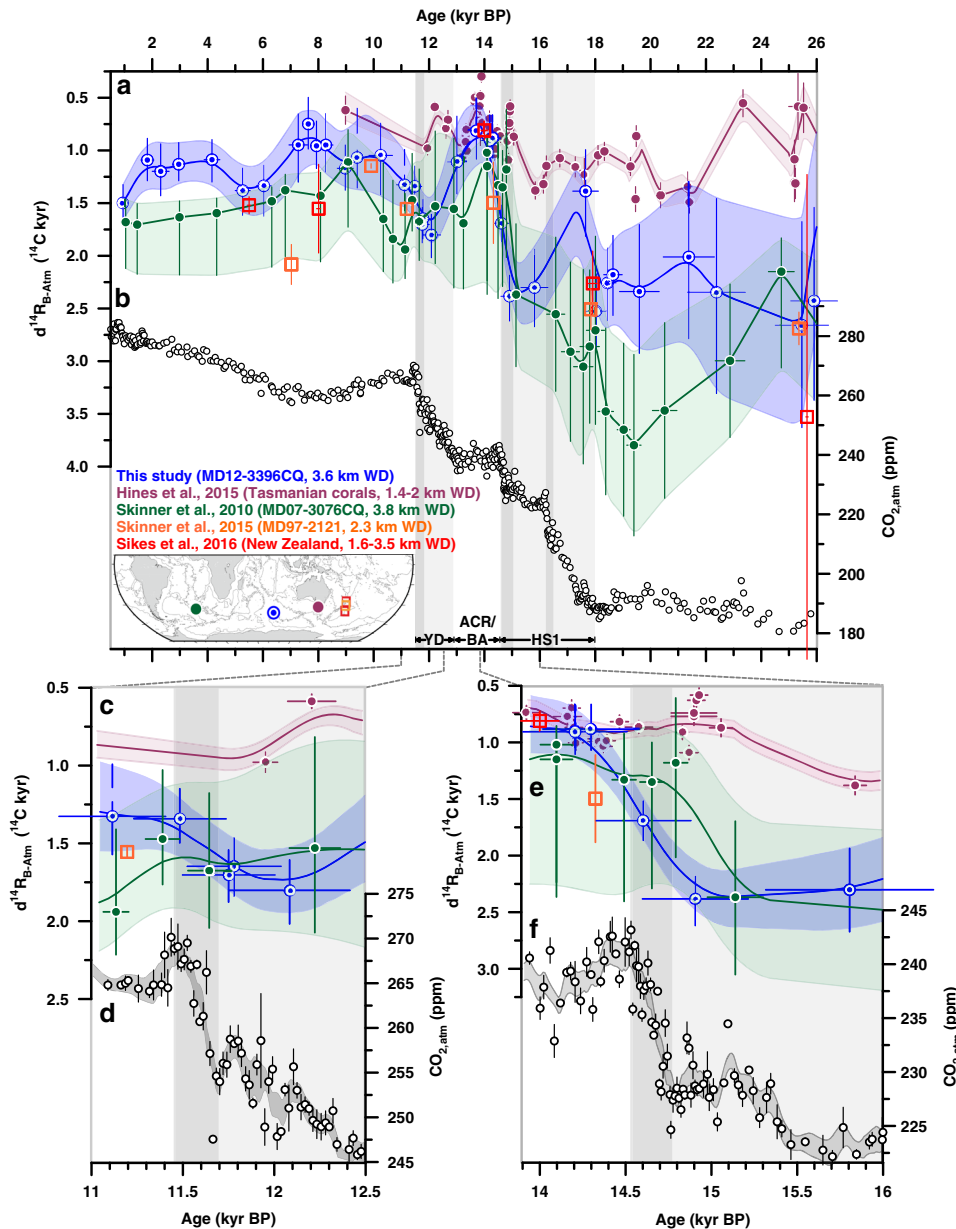 Age (kyr BP)
2 4 6 8 10 12 14 16 18 20 22 24 26
a
0.5
1.0
1.5
2.0
2.5
3.0
3.5
4.0
d14RB-Atm (14C kyr)
b
280
260
240
220
200
180
CO2,atm (ppm)
This study (MD12-3396CQ, 3.6 km WD)
Hines et al., 2015 (Tasmanian corals, 1.4-2 km WD)
Skinner et al., 2010 (MD07-3076CQ, 3.8 km WD)
Skinner et al., 2015 (MD97-2121, 2.3 km WD)
Sikes et al., 2016 (New Zealand, 1.6-3.5 km WD)
YD
ACR/
BA
HS1
c
0.5
1.0
1.5
2.0
2.5
d14RB-Atm (14C kyr)
d
275
270
265
260
255
250
245
CO2,atm (ppm)
11 11.5 12 12.5
Age (kyr BP)
e
0.5
1.0
1.5
2.0
2.5
3.0
d14RB-Atm (14C kyr)
f
245
240
235
230
225
CO2,atm (ppm)
14 14.5 15 15.5 16
Age (kyr BP)